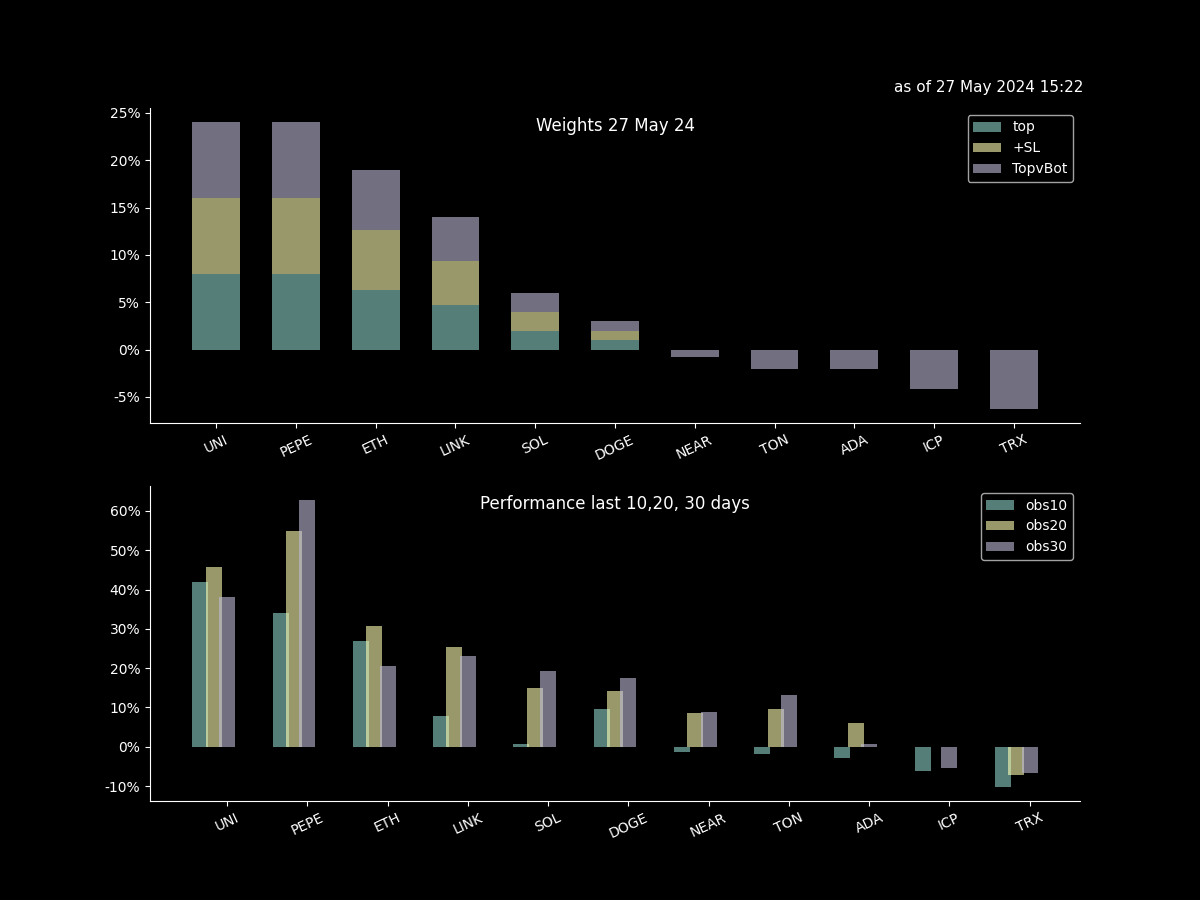 as of 27 May 2024 15:22
Weights 27 May 24
25%
20%
15%
10%
5%
0%
-5%
top
+SL
TopvBot
UNI PEPE ETH LINK SOL DOGE NEAR TON ADA ICP TRX
Performance last 10,20, 30 days
60%
50%
40%
30%
20%
10%
0%
-10%
obs10
obs20
obs30
UNI PEPE ETH LINK SOL DOGE NEAR TON ADA ICP TRX